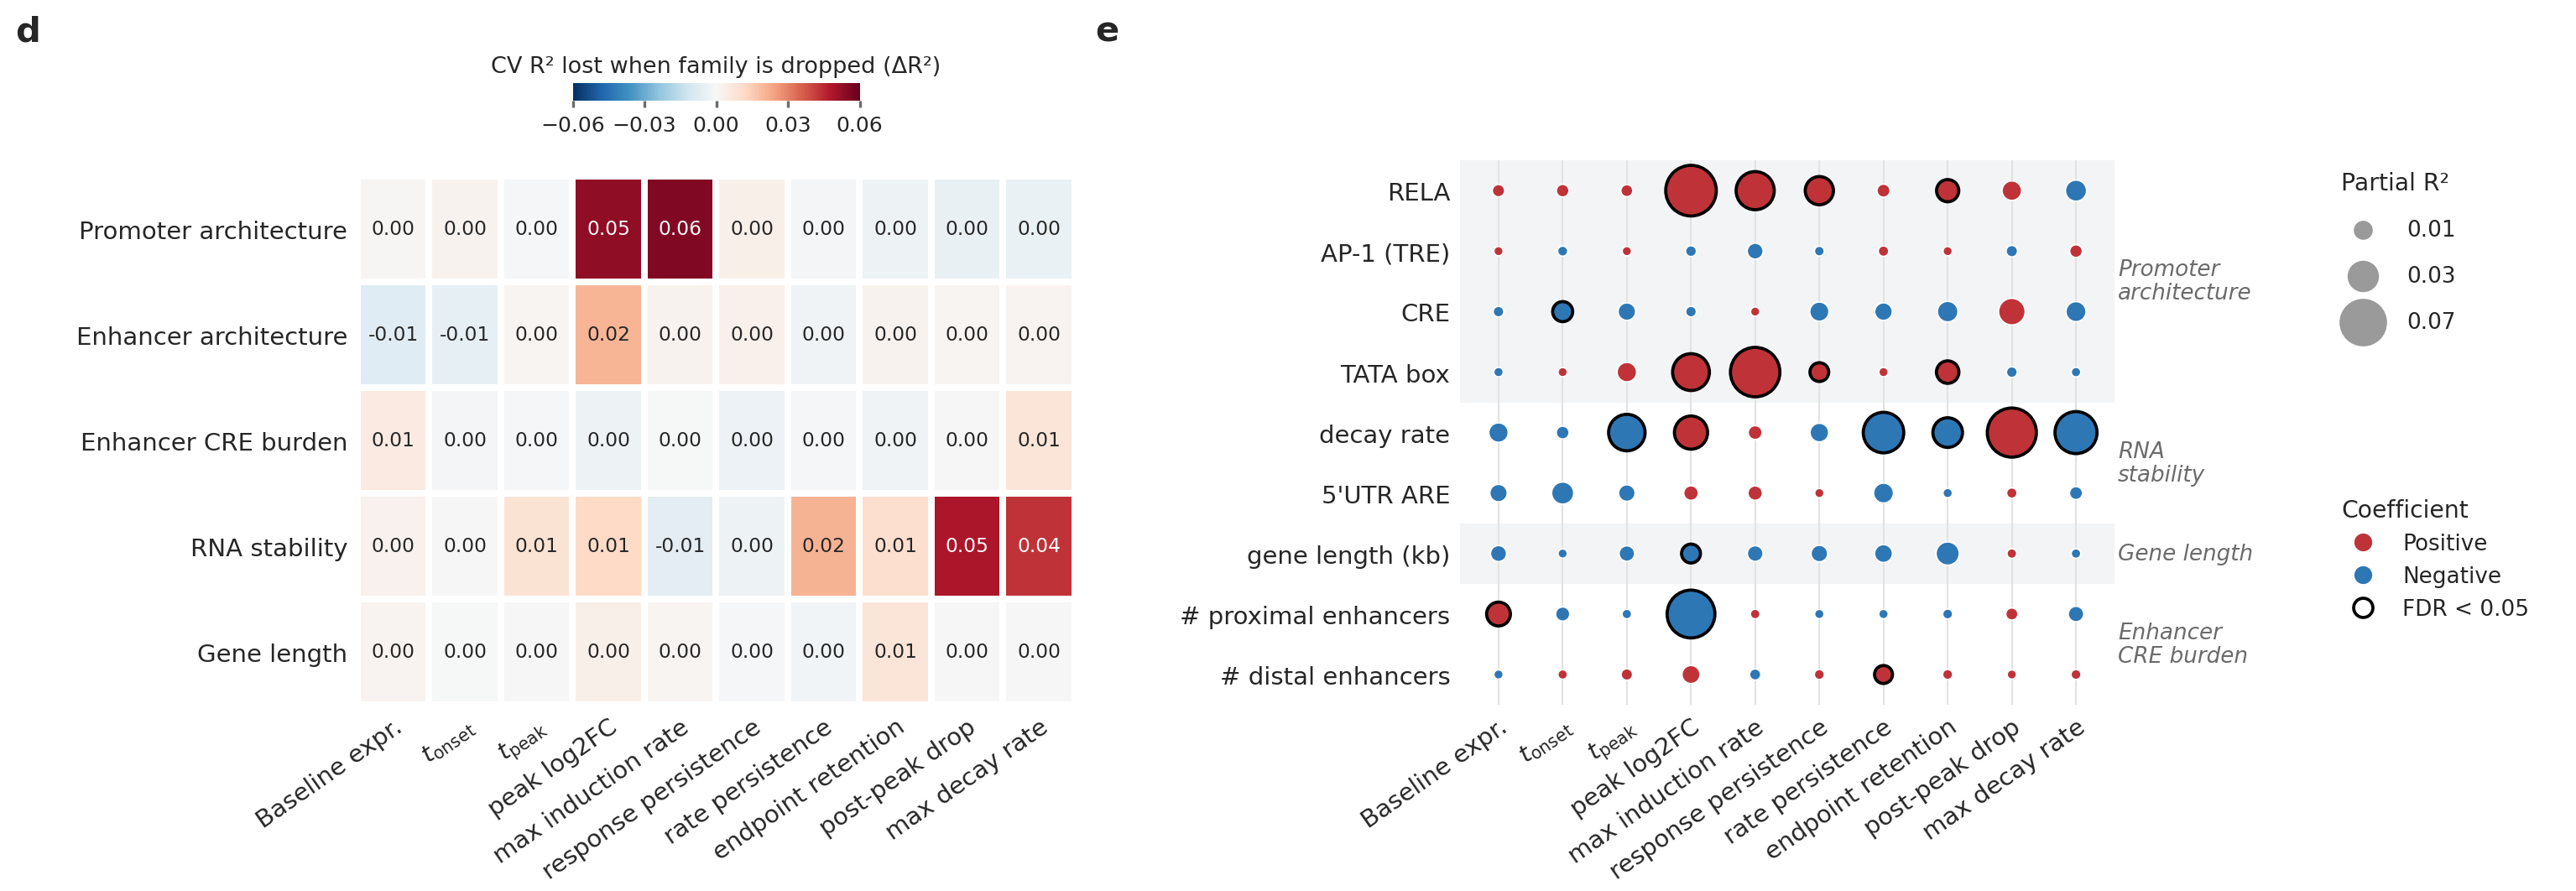 d
CV R² lost when family is dropped (ΔR²)
−0.06 −0.03 0.00 0.03 0.06
Promoter architecture 0.00 0.00 0.00 0.05 0.06 0.00 0.00 0.00 0.00 0.00
Enhancer architecture -0.01 -0.01 0.00 0.02 0.00 0.00 0.00 0.00 0.00 0.00
Enhancer CRE burden 0.01 0.00 0.00 0.00 0.00 0.00 0.00 0.00 0.00 0.01
RNA stability 0.00 0.00 0.01 0.01 -0.01 0.00 0.02 0.01 0.05 0.04
Gene length 0.00 0.00 0.00 0.00 0.00 0.00 0.00 0.01 0.00 0.00
Baseline expr.
tonset
tpeak
peak log2FC
max induction rate
response persistence
rate persistence
endpoint retention
post-peak drop
max decay rate
e
RELA
AP-1 (TRE)
CRE
TATA box
decay rate
5'UTR ARE
gene length (kb)
# proximal enhancers
# distal enhancers
Promoter
architecture
RNA
stability
Gene length
Enhancer
CRE burden
Baseline expr.
tonset
tpeak
peak log2FC
max induction rate
response persistence
rate persistence
endpoint retention
post-peak drop
max decay rate
Partial R²
0.01
0.03
0.07
Coefficient
Positive
Negative
FDR < 0.05